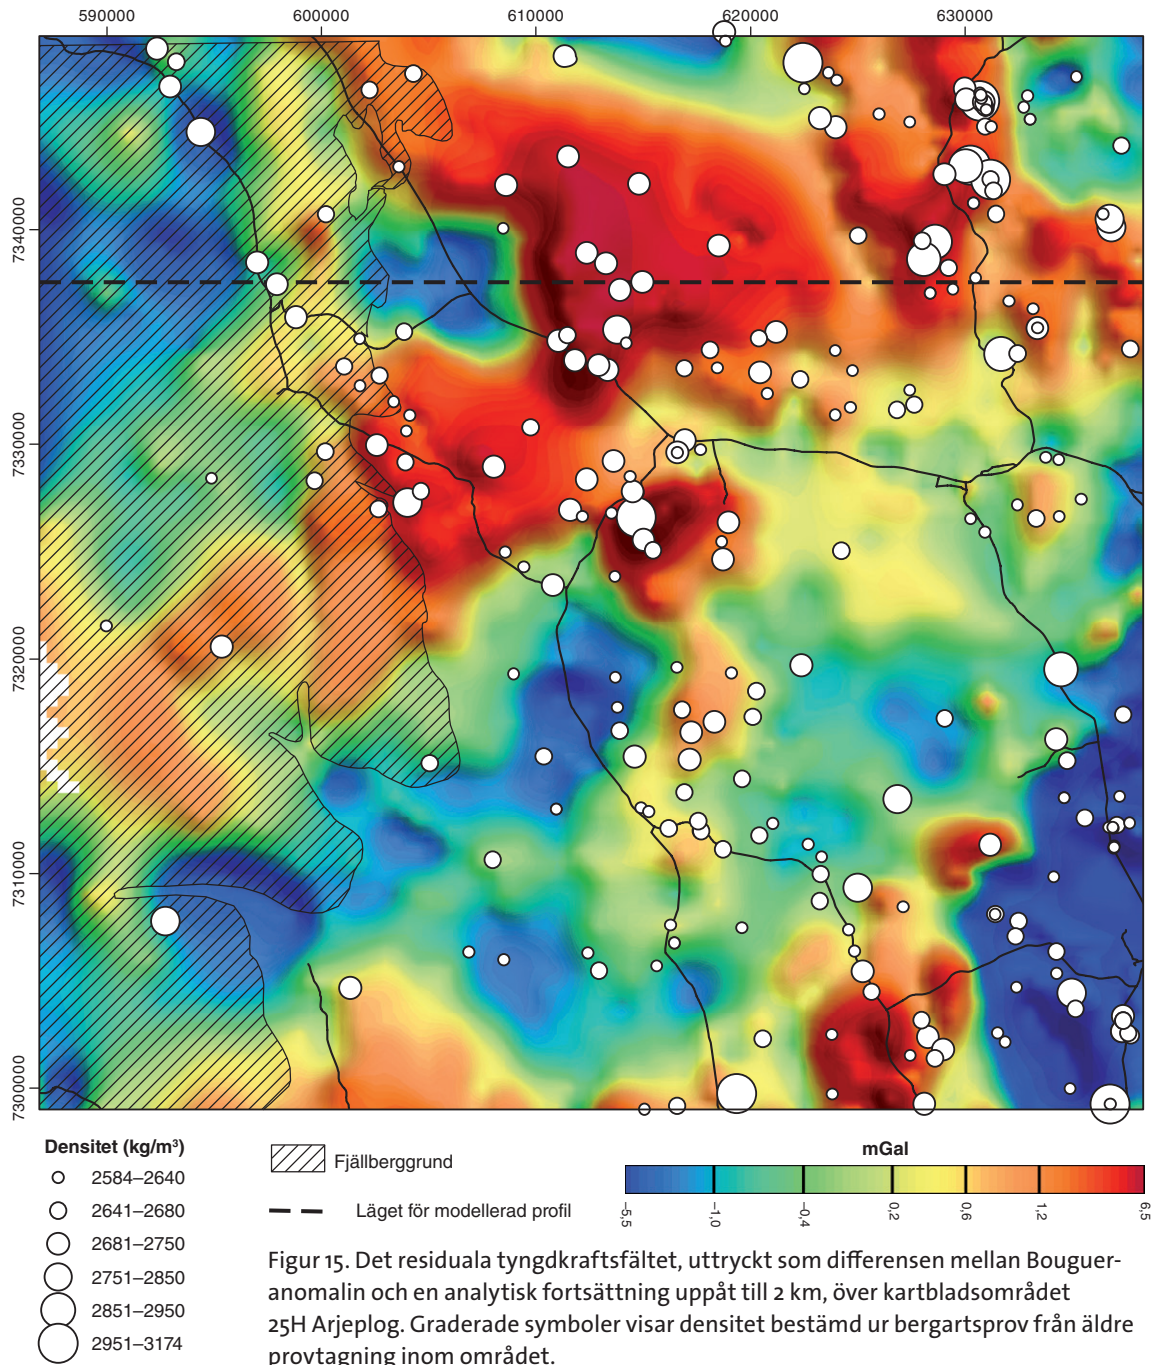 590000 600000 610000 620000 630000
7340000
7330000
7320000
7310000
7300000
Densitet (kg/m³)
2584–2640
2641–2680
2681–2750
2751–2850
2851–2950
2951–3174
Fjällberggrund
Läget för modellerad profil
mGal
-5,5 -1,0 -0,4 0,2 0,6 1,2 6,5
Figur 15. Det residuala tyngdkraftsfältet, uttryckt som differensen mellan Bouguer-
anomalin och en analytisk fortsättning uppåt till 2 km, över kartbladsområdet
25H Arjeplog. Graderade symboler visar densitet bestämd ur bergartsprov från äldre
provtagning inom området.